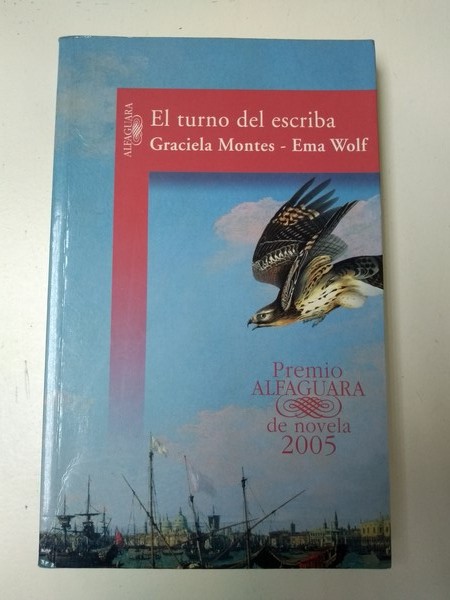 ALFAGUARA
El turno del escriba
Graciela Montes - Ema Wolf
Premio
ALFAGUARA
de novela
2005